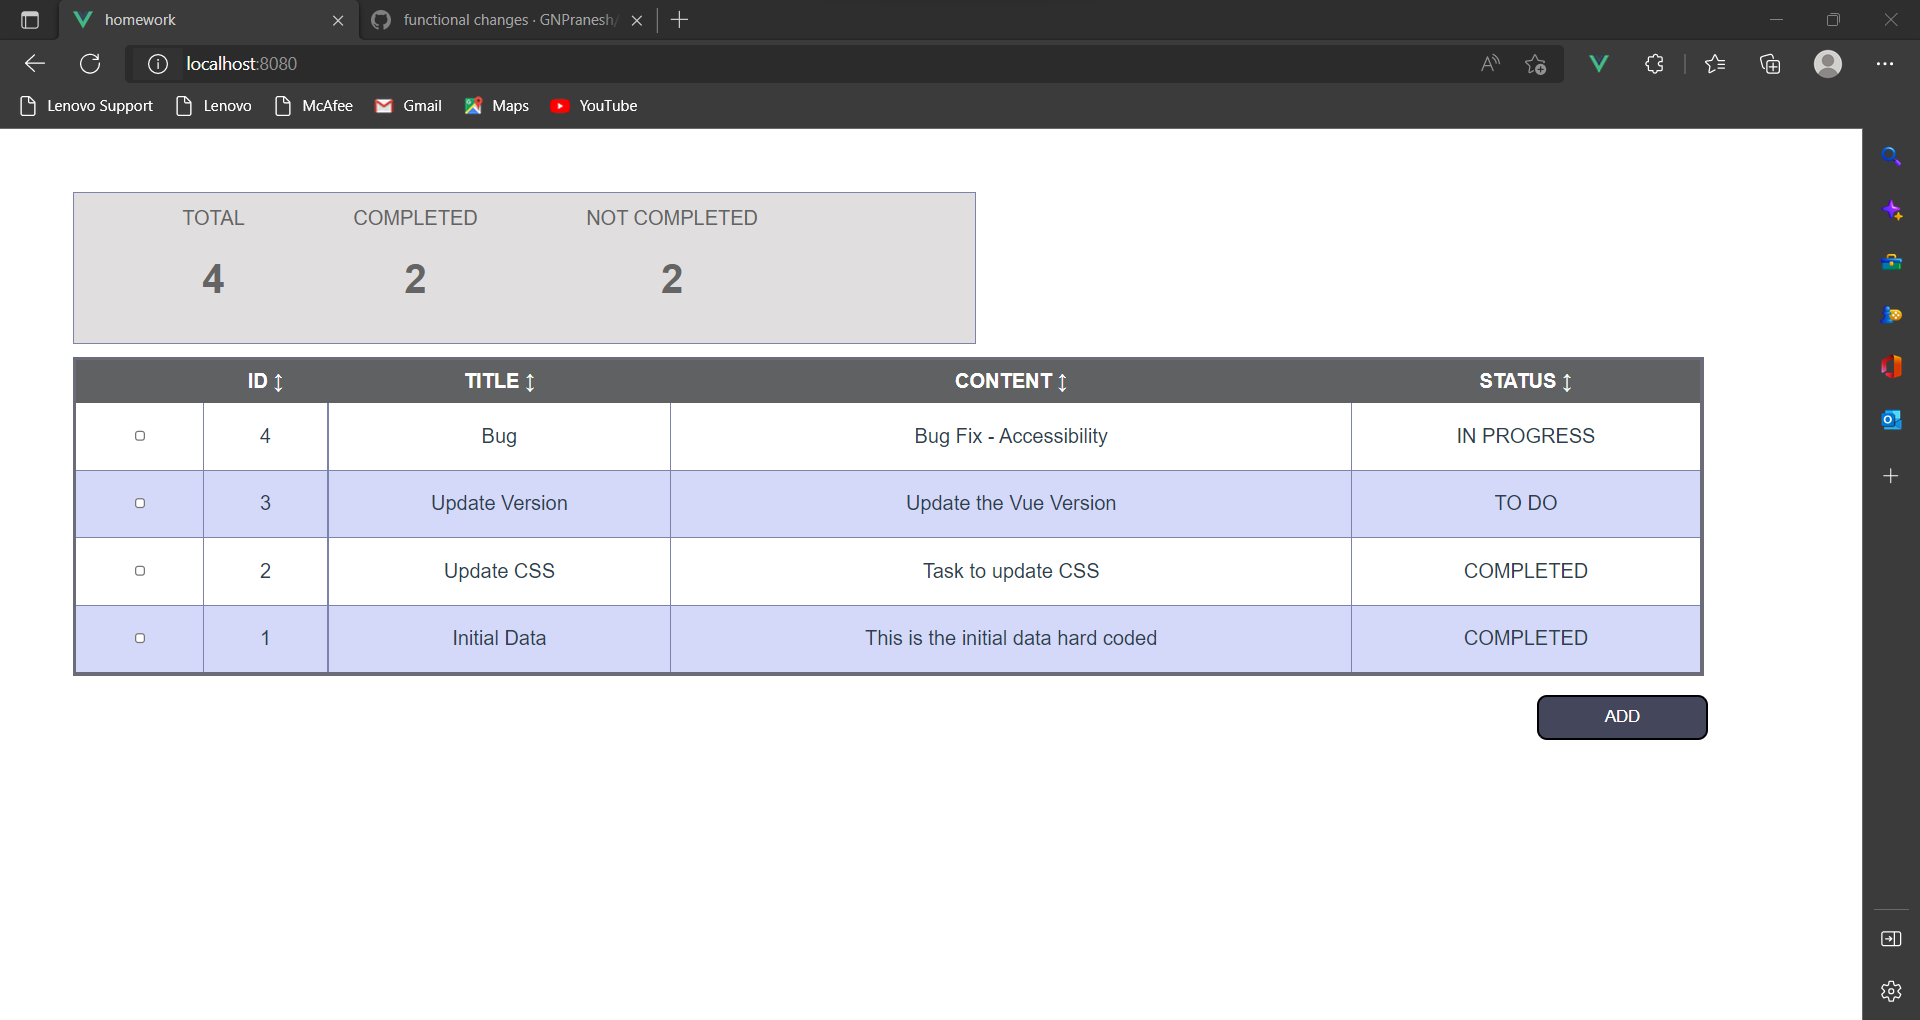 homework
functional changes · GNPranesh/
localhost:8080
Lenovo Support Lenovo McAfee Gmail Maps YouTube
TOTAL COMPLETED NOT COMPLETED
4 2 2
ID↕ TITLE↕ CONTENT↕ STATUS↕
4 Bug Bug Fix - Accessibility IN PROGRESS
3 Update Version Update the Vue Version TO DO
2 Update CSS Task to update CSS COMPLETED
1 Initial Data This is the initial data hard coded COMPLETED
ADD